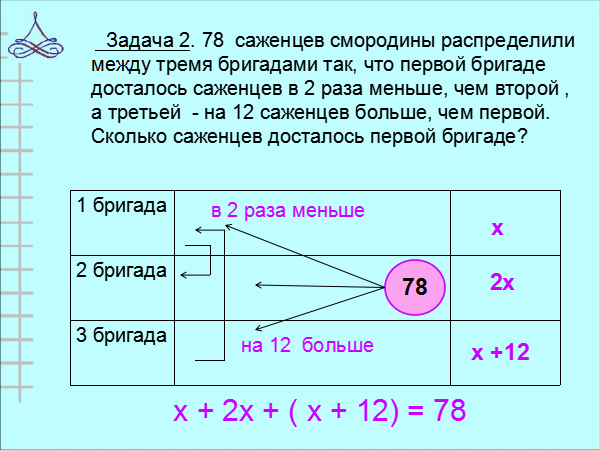 Задача 2. 78 саженцев смородины распределили
между тремя бригадами так, что первой бригаде
досталось саженцев в 2 раза меньше, чем второй ,
а третьей - на 12 саженцев больше, чем первой.
Сколько саженцев досталось первой бригаде?
1 бригада
в 2 раза меньше
х
2 бригада
78
2х
3 бригада
на 12 больше
х +12
х + 2х + ( х + 12) = 78